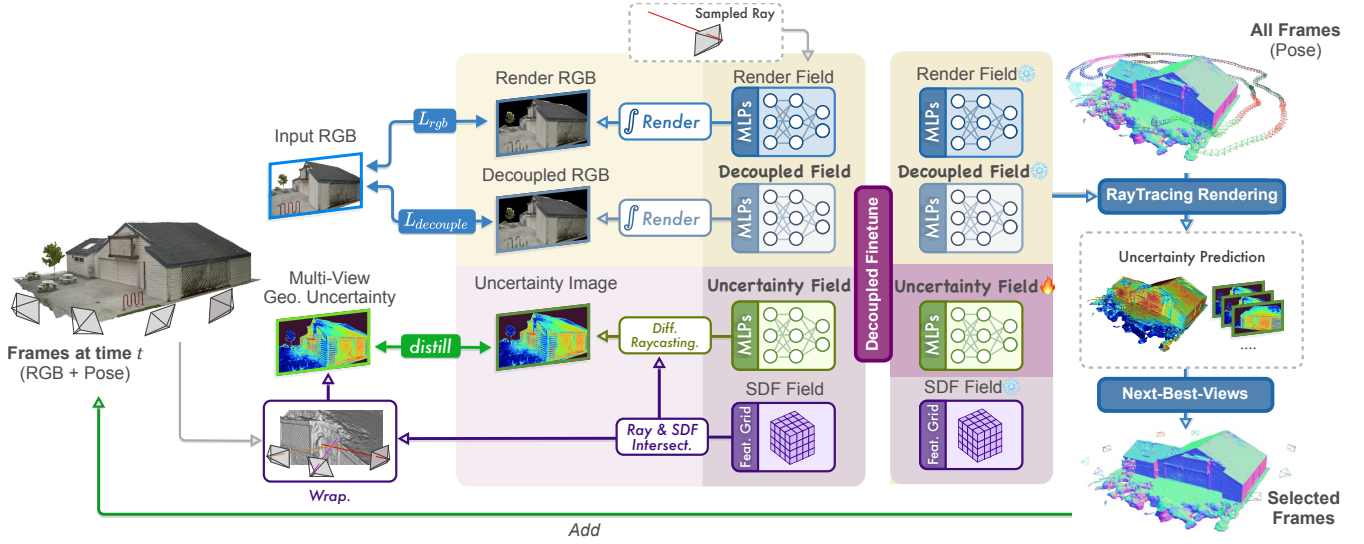 Sampled Ray
Render RGB
Render Field
Render Field
All Frames
(Pose)
Input RGB
L_rgb
∫ Render
MLPs
MLPs
Decoupled RGB
Decoupled Field
Decoupled Field
L_decouple
∫ Render
MLPs
MLPs
RayTracing Rendering
Decoupled Finetune
Multi-View
Geo. Uncertainty
Uncertainty Image
Uncertainty Field
Uncertainty Field
Uncertainty Prediction
....
distill
Diff.
Raycasting.
MLPs
MLPs
Frames at time t
(RGB + Pose)
SDF Field
SDF Field
Next-Best-Views
Ray & SDF
Intersect.
Feat. Grid
Feat. Grid
Wrap.
Selected
Frames
Add